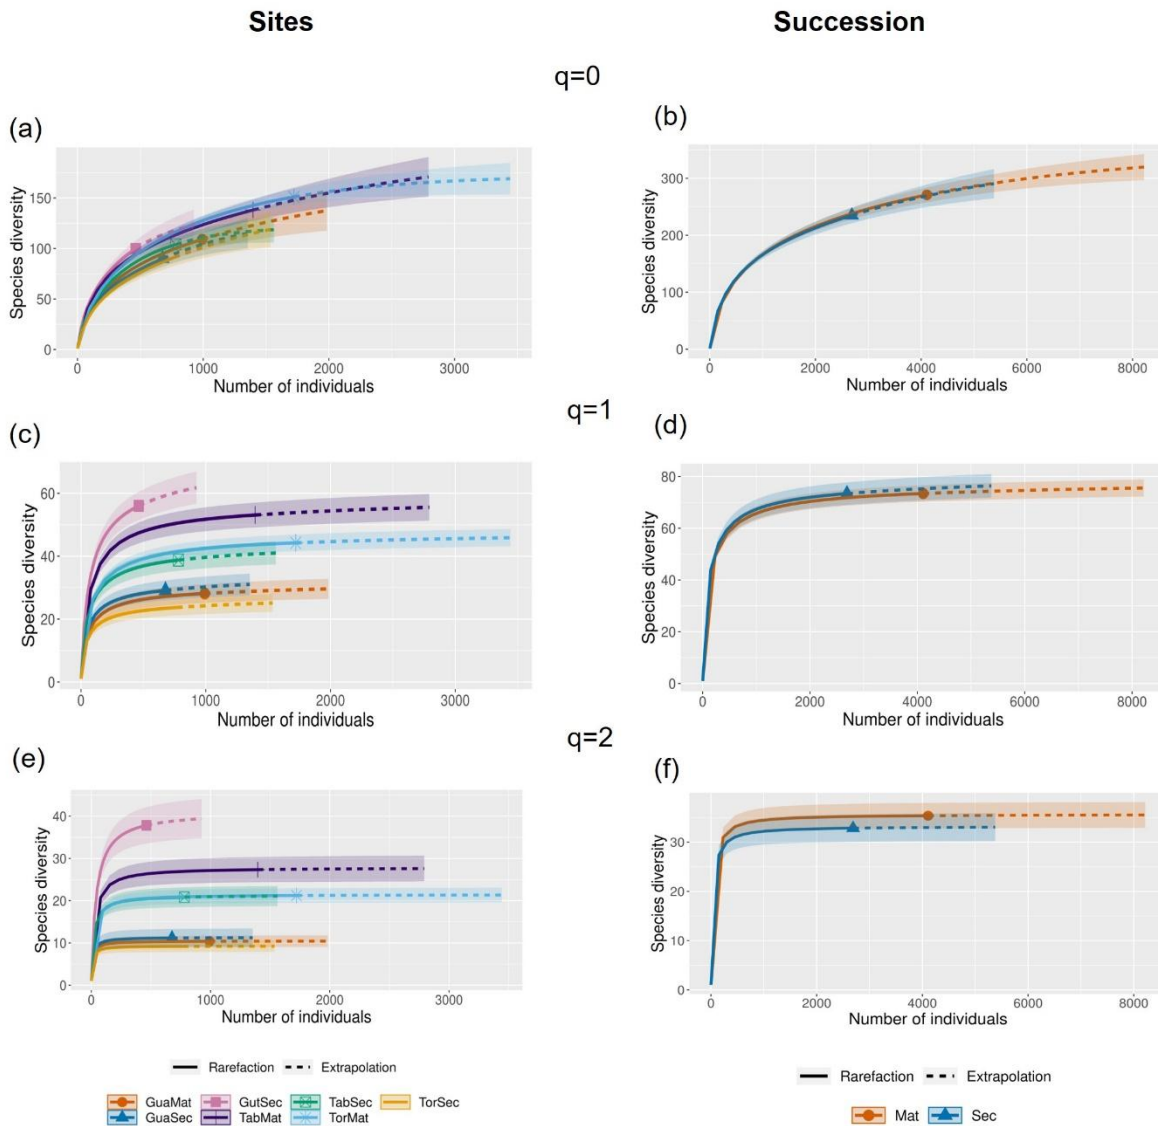 Sites
Succession
q=0
(a)
(b)
Species diversity
150
100
50
0
0
1000
2000
3000
Number of individuals
Species diversity
300
200
100
0
0
2000
4000
6000
8000
Number of individuals
q=1
(c)
(d)
Species diversity
60
40
20
0
0
1000
2000
3000
Number of individuals
Species diversity
80
60
40
20
0
0
2000
4000
6000
8000
Number of individuals
q=2
(e)
(f)
Species diversity
40
30
20
10
0
0
1000
2000
3000
Number of individuals
Species diversity
30
20
10
0
0
2000
4000
6000
8000
Number of individuals
Rarefaction Extrapolation
GuaMat GutSec TabSec TorSec
GuaSec TabMat TorMat
Rarefaction Extrapolation
Mat Sec